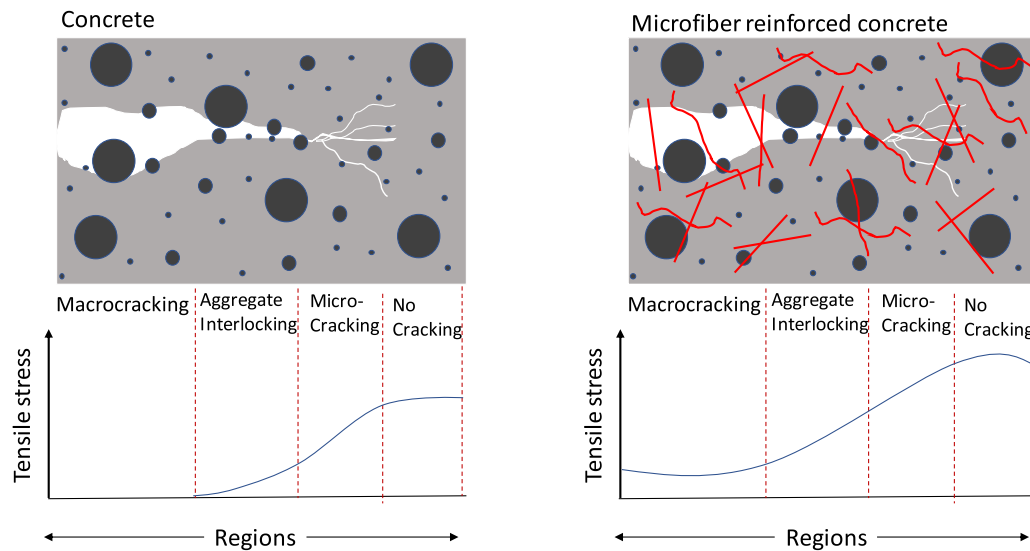 Concrete
Macrocracking
Aggregate
Interlocking
Micro-
Cracking
No
Cracking
Tensile stress
Regions
Microfiber reinforced concrete
Macrocracking
Aggregate
Interlocking
Micro-
Cracking
No
Cracking
Tensile stress
Regions